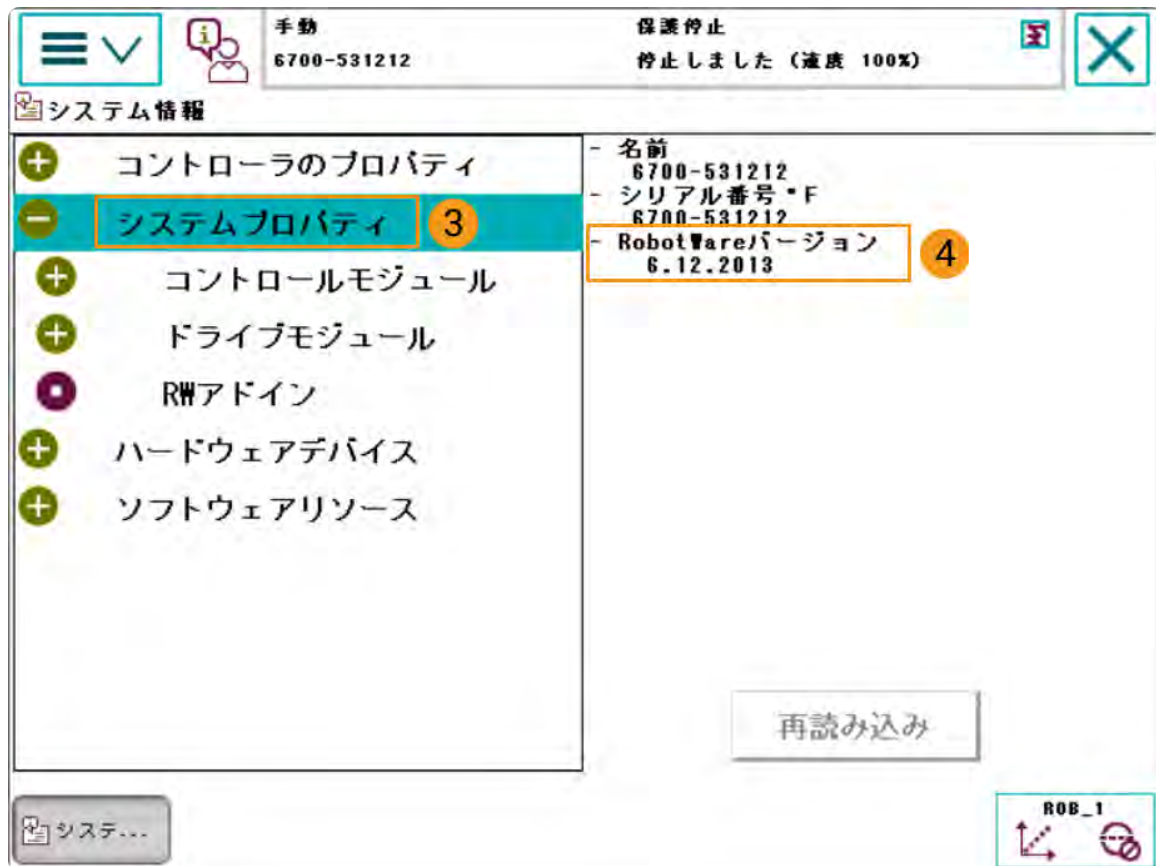 手動
6700-531212
保護停止
停止しました (速度 100%)
システム情報
コントローラのプロパティ
システムプロパティ 3
コントロールモジュール
ドライブモジュール
RWアドイン
ハードウェアデバイス
ソフトウェアリソース
- 名前
6700-531212
- シリアル番号 ゙F
6700-531212
- RobotWareバージョン
6.12.2013
4
再読み込み
システ...
ROB_1